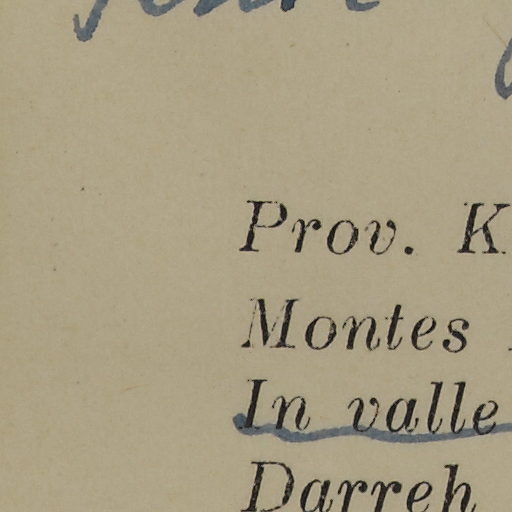 Prov. K
Montes
In valle
Darreh